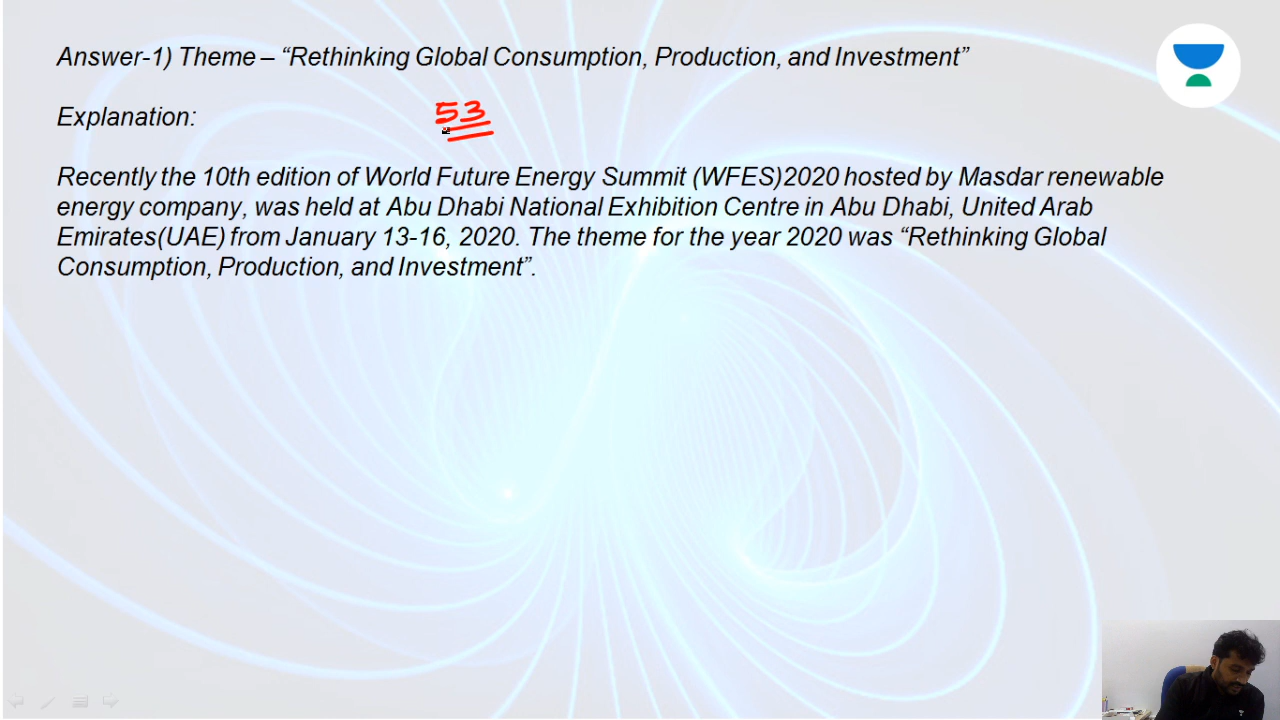 Answer-1) Theme – “Rethinking Global Consumption, Production, and Investment”
Explanation:
53
Recently the 10th edition of World Future Energy Summit (WFES)2020 hosted by Masdar renewable
energy company, was held at Abu Dhabi National Exhibition Centre in Abu Dhabi, United Arab
Emirates(UAE) from January 13-16, 2020. The theme for the year 2020 was “Rethinking Global
Consumption, Production, and Investment”.